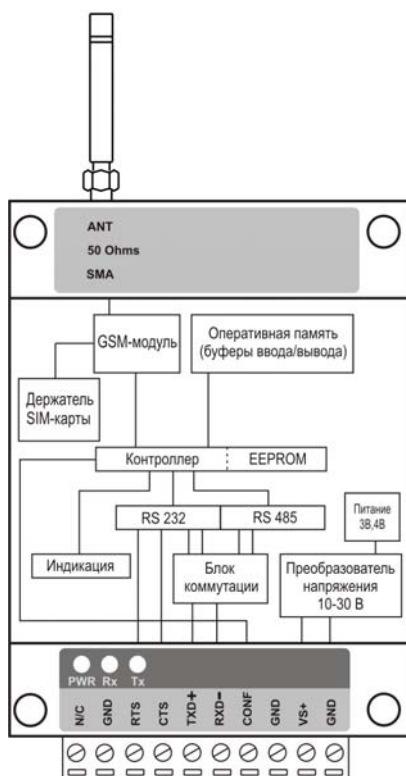 ANT
50 Ohms
SMA
GSM-модуль
Оперативная память
(буферы ввода/вывода)
Держатель
SIM-карты
Контроллер
EEPROM
RS 232
RS 485
Питание
3В,4В
Индикация
Блок
коммутации
Преобразователь
напряжения
10-30 В
PWR Rx Tx
N/C
GND
RTS
CTS
TXD+
RXD-
CONF
GND
VS+
GND